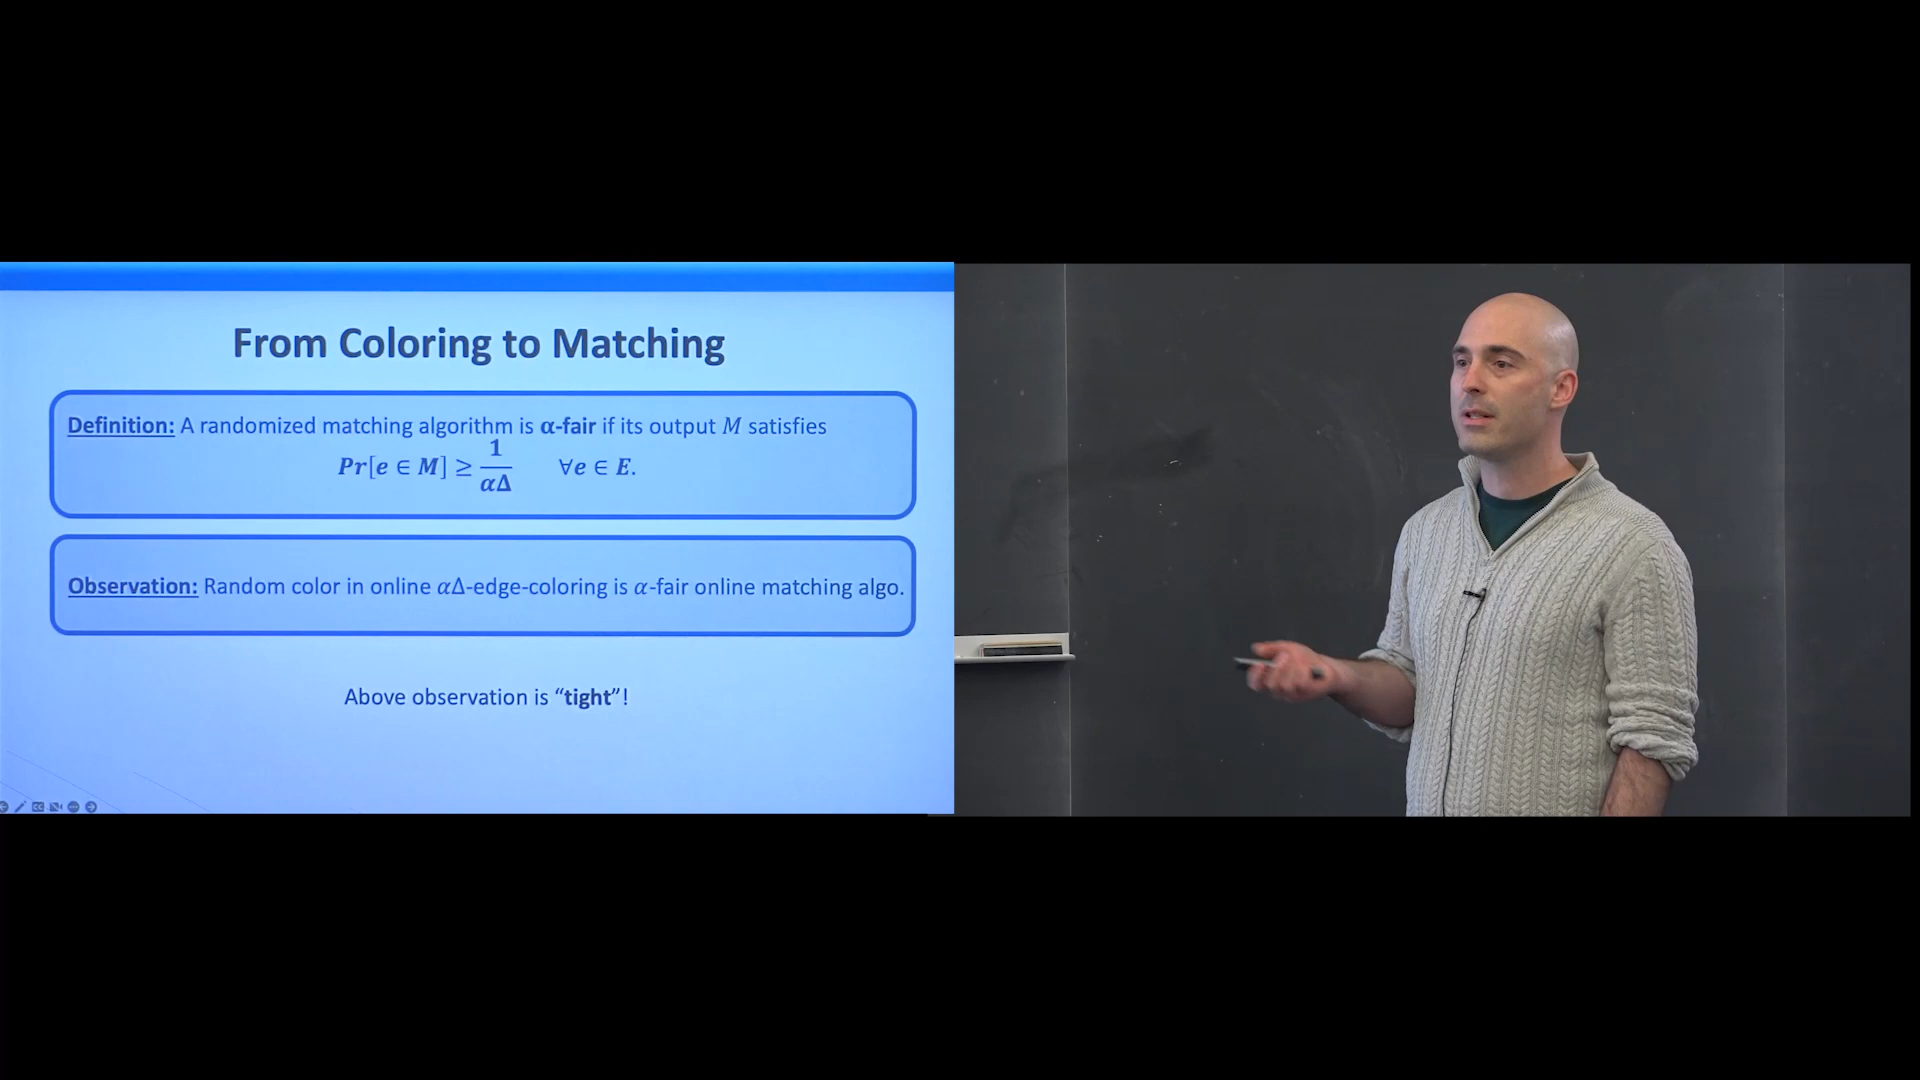 From Coloring to Matching
Definition: A randomized matching algorithm is α-fair if its output M satisfies
Pr[e ∈ M] ≥ 1/αΔ ∀e ∈ E.
Observation: Random color in online αΔ-edge-coloring is α-fair online matching algo.
Above observation is “tight”!